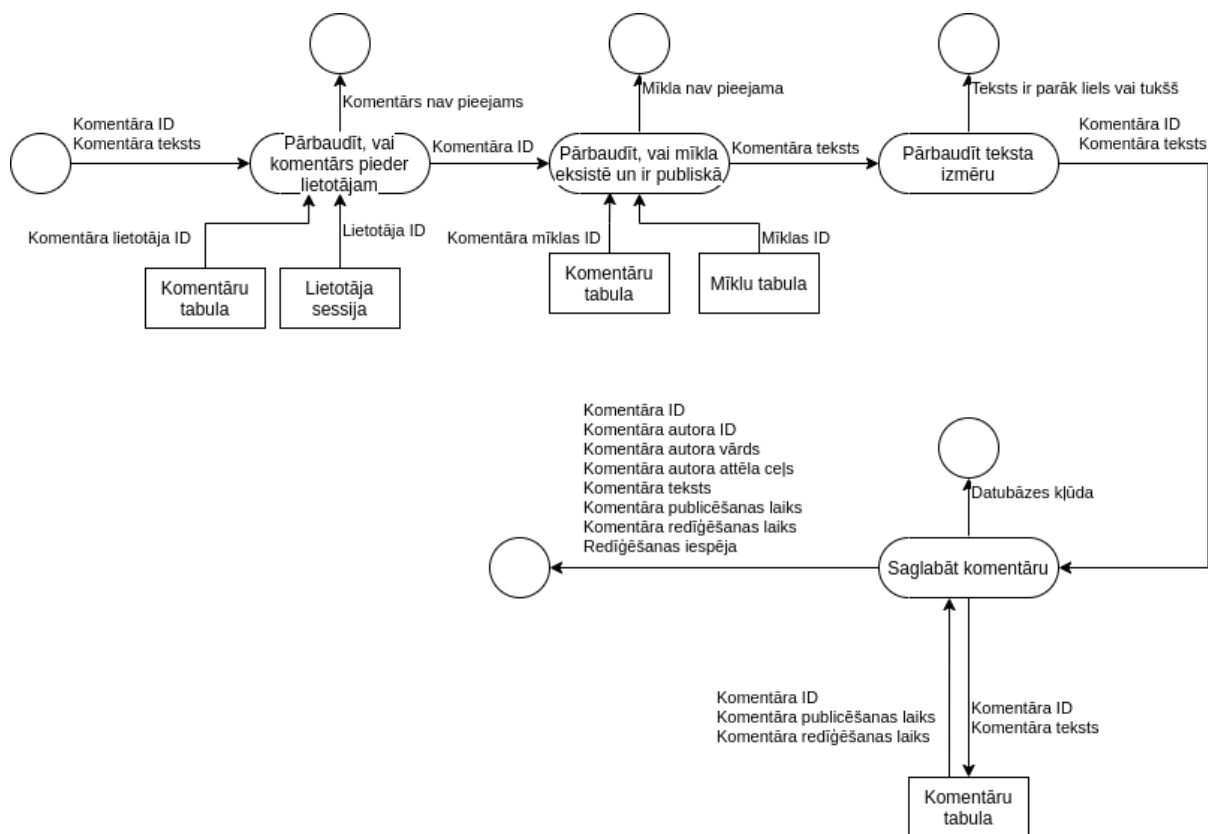 Komentārs nav pieejams
Mīkla nav pieejama
Teksts ir parāk liels vai tukšš
Komentāra ID
Komentāra teksts
Pārbaudīt, vai
komentārs pieder
lietotājam
Komentāra ID
Pārbaudīt, vai mīkla
eksistē un ir publiskā
Komentāra teksts
Pārbaudīt teksta
izmēru
Komentāra ID
Komentāra teksts
Komentāra lietotāja ID
Lietotāja ID
Komentāra mīklas ID
Mīklas ID
Komentāru
tabula
Lietotāja
sessija
Komentāru
tabula
Mīklu tabula
Komentāra ID
Komentāra autora ID
Komentāra autora vārds
Komentāra autora attēla ceļs
Komentāra teksts
Komentāra publicēšanas laiks
Komentāra redīģēšanas laiks
Redīģēšanas iespēja
Datubāzes kļūda
Saglabāt komentāru
Komentāra ID
Komentāra publicēšanas laiks
Komentāra redīģēšanas laiks
Komentāra ID
Komentāra teksts
Komentāru
tabula